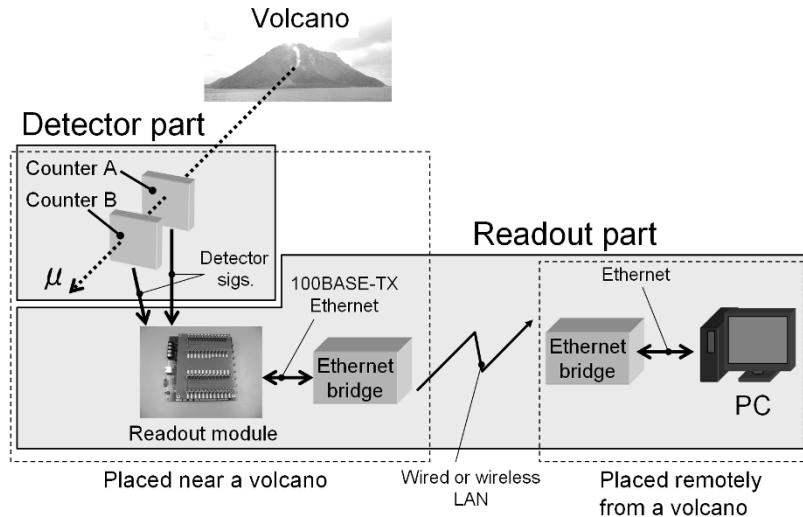 Volcano
Detector part
Counter A
Counter B
μ
Detector
sigs.
Readout part
100BASE-TX
Ethernet
Ethernet
Ethernet
bridge
Ethernet
bridge
PC
Readout module
Placed near a volcano
Wired or wireless
LAN
Placed remotely
from a volcano